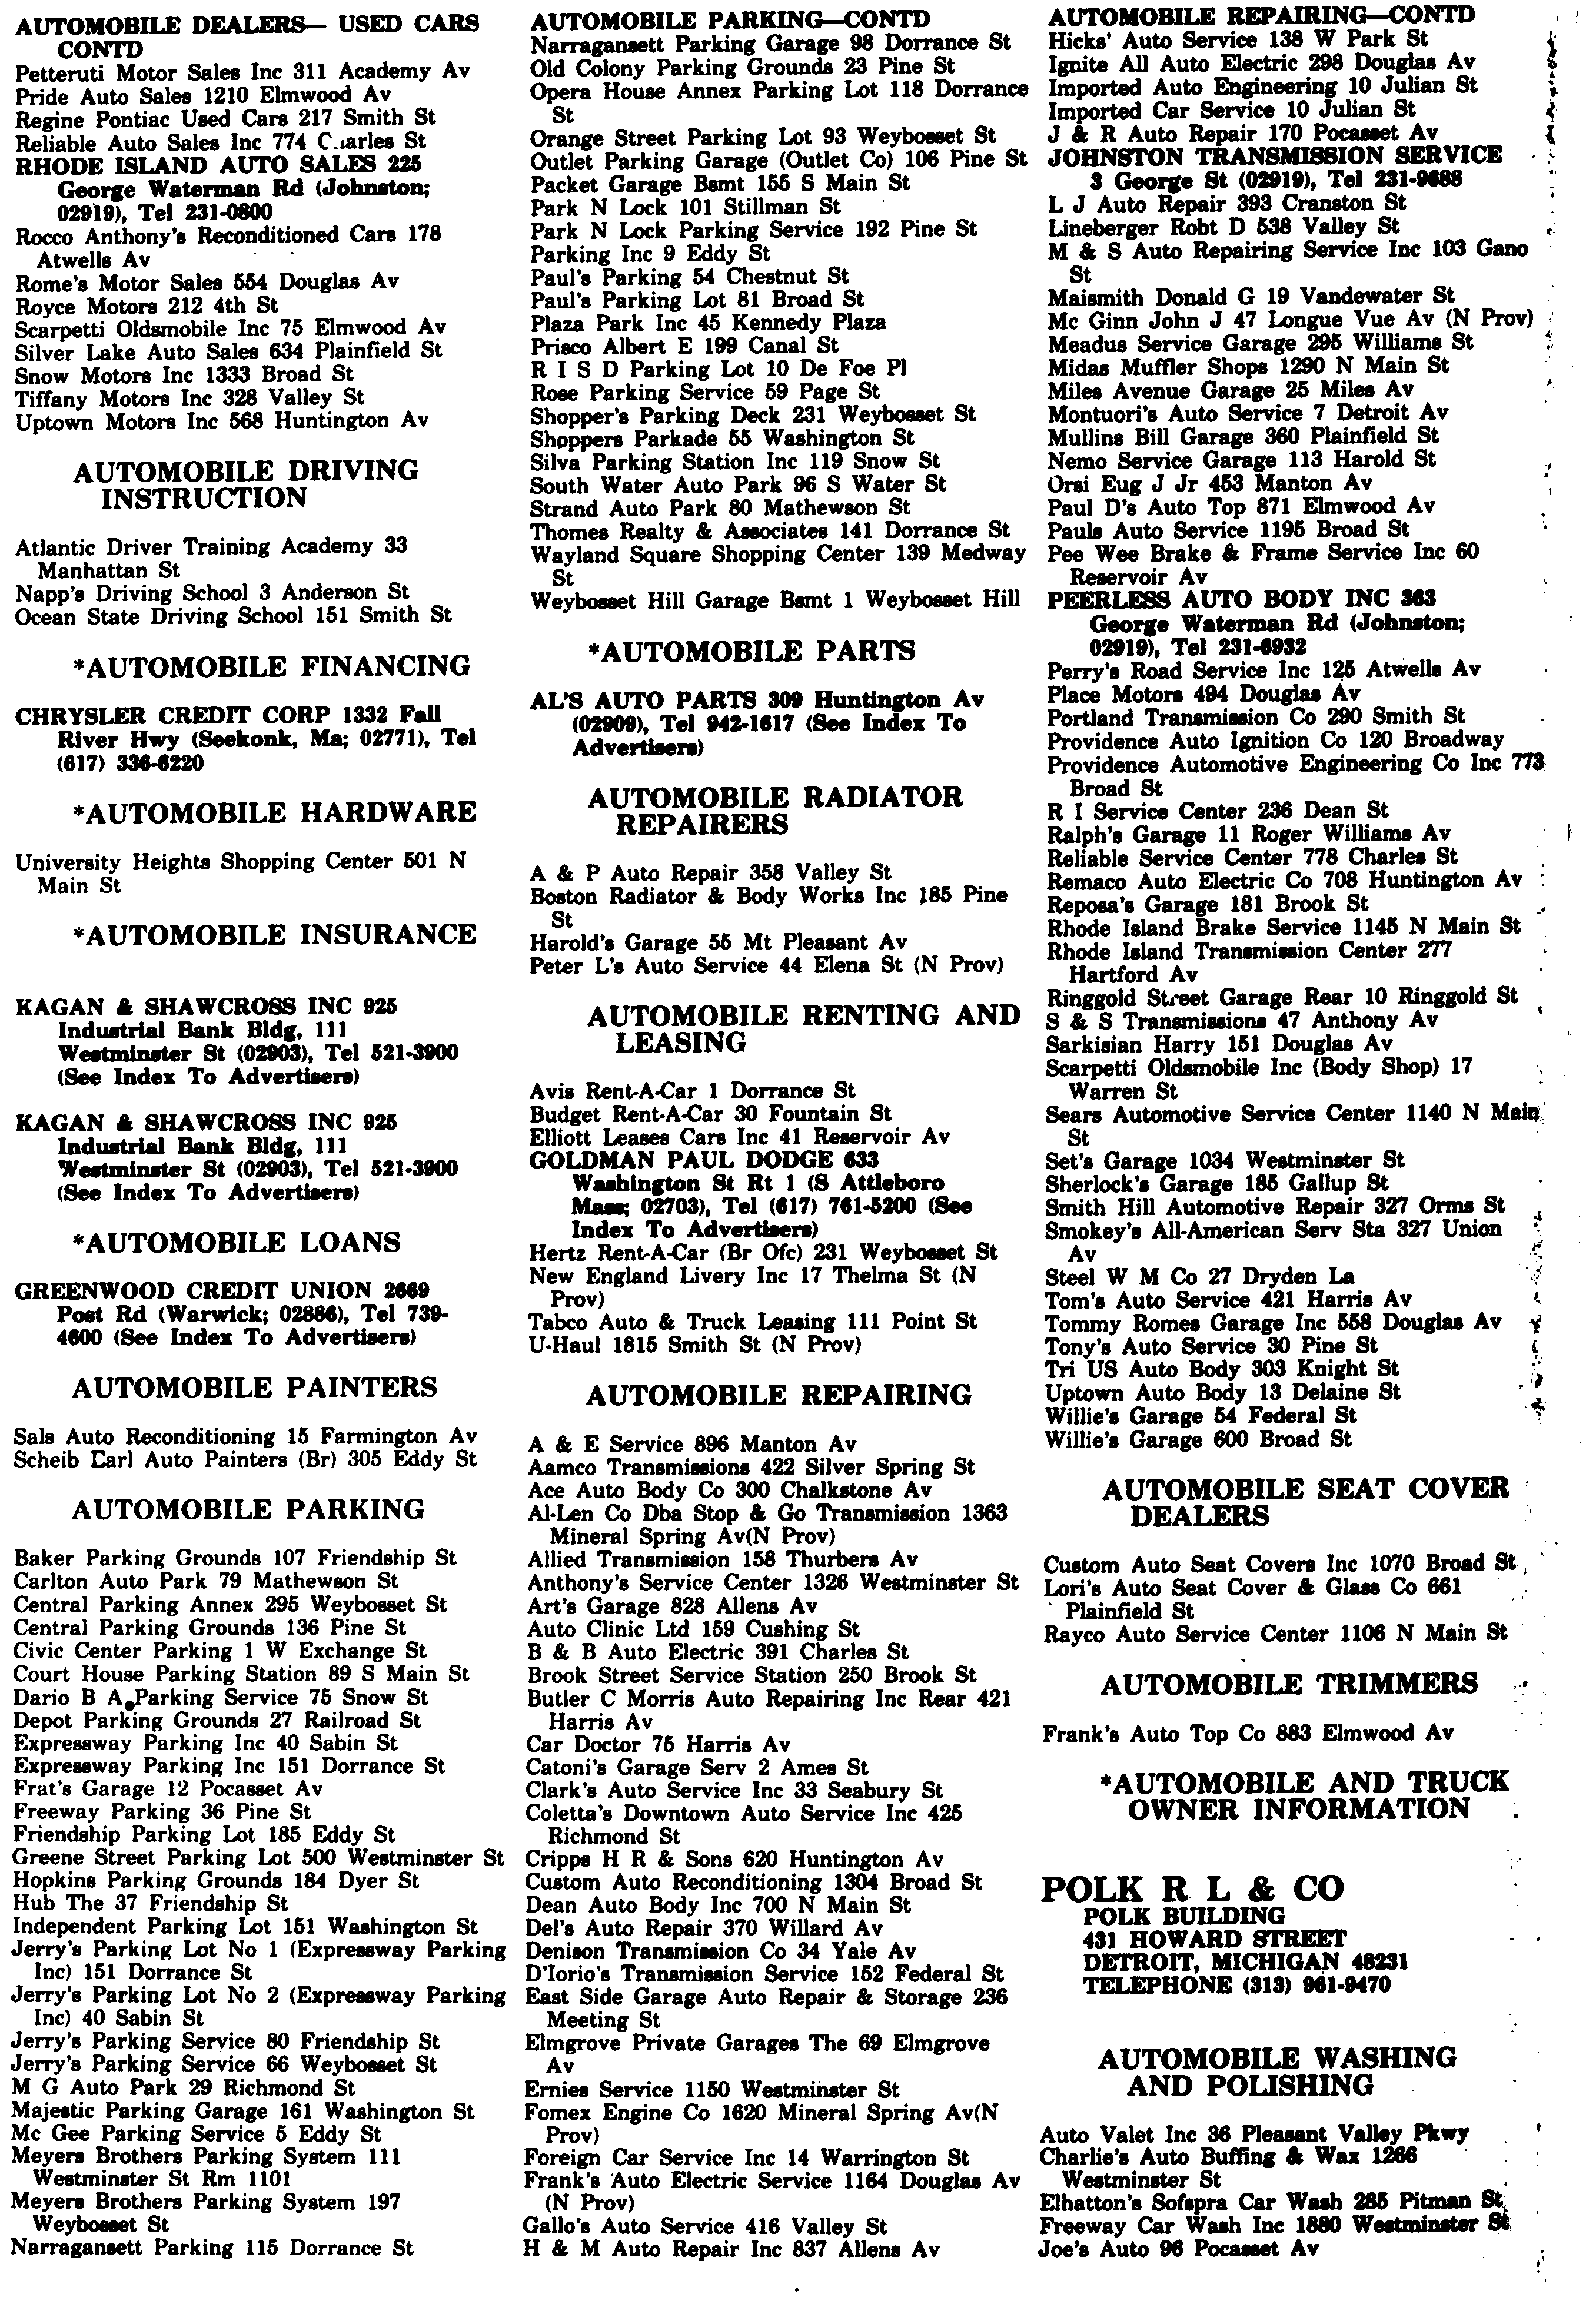 AUTOMOBILE DEALERS— USED CARS
CONTD
Petteruti Motor Sales Inc 311 Academy Av
Pride Auto Sales 1210 Elmwood Av
Regine Pontiac Used Cars 217 Smith St
Reliable Auto Sales Inc 774 C.arles St
RHODE ISLAND AUTO SALES 225
George Waterman Rd (Johnston;
02919), Tel 231-0800
Rocco Anthony's Reconditioned Cars 178
Atwells Av
Rome's Motor Sales 554 Douglas Av
Royce Motors 212 4th St
Scarpetti Oldsmobile Inc 75 Elmwood Av
Silver Lake Auto Sales 634 Plainfield St
Snow Motors Inc 1333 Broad St
Tiffany Motors Inc 328 Valley St
Uptown Motors Inc 568 Huntington Av
AUTOMOBILE DRIVING
INSTRUCTION
Atlantic Driver Training Academy 33
Manhattan St
Napp's Driving School 3 Anderson St
Ocean State Driving School 151 Smith St
*AUTOMOBILE FINANCING
CHRYSLER CREDIT CORP 1332 Fall
River Hwy (Seekonk, Ma; 02771), Tel
(617) 336-6220
*AUTOMOBILE HARDWARE
University Heights Shopping Center 501 N
Main St
*AUTOMOBILE INSURANCE
KAGAN & SHAWCROSS INC 925
Industrial Bank Bldg, 111
Westminster St (02903), Tel 521-3900
(See Index To Advertisers)
KAGAN & SHAWCROSS INC 925
Industrial Bank Bldg, 111
Westminster St (02903), Tel 521-3900
(See Index To Advertisers)
*AUTOMOBILE LOANS
GREENWOOD CREDIT UNION 2669
Post Rd (Warwick; 02886), Tel 739-
4600 (See Index To Advertisers)
AUTOMOBILE PAINTERS
Sals Auto Reconditioning 15 Farmington Av
Scheib Earl Auto Painters (Br) 305 Eddy St
AUTOMOBILE PARKING
Baker Parking Grounds 107 Friendship St
Carlton Auto Park 79 Mathewson St
Central Parking Annex 295 Weybosset St
Central Parking Grounds 136 Pine St
Civic Center Parking 1 W Exchange St
Court House Parking Station 89 S Main St
Dario B A Parking Service 75 Snow St
Depot Parking Grounds 27 Railroad St
Expressway Parking Inc 40 Sabin St
Expressway Parking Inc 151 Dorrance St
Frat's Garage 12 Pocasset Av
Freeway Parking 36 Pine St
Friendship Parking Lot 185 Eddy St
Greene Street Parking Lot 500 Westminster St
Hopkins Parking Grounds 184 Dyer St
Hub The 37 Friendship St
Independent Parking Lot 151 Washington St
Jerry's Parking Lot No 1 (Expressway Parking
Inc) 151 Dorrance St
Jerry's Parking Lot No 2 (Expressway Parking
Inc) 40 Sabin St
Jerry's Parking Service 80 Friendship St
Jerry's Parking Service 66 Weybosset St
M G Auto Park 29 Richmond St
Majestic Parking Garage 161 Washington St
Mc Gee Parking Service 5 Eddy St
Meyers Brothers Parking System 111
Westminster St Rm 1101
Meyers Brothers Parking System 197
Weybosset St
Narragansett Parking 115 Dorrance St
AUTOMOBILE PARKING—CONTD
Narragansett Parking Garage 98 Dorrance St
Old Colony Parking Grounds 23 Pine St
Opera House Annex Parking Lot 118 Dorrance
St
Orange Street Parking Lot 93 Weybosset St
Outlet Parking Garage (Outlet Co) 106 Pine St
Packet Garage Bsmt 155 S Main St
Park N Lock 101 Stillman St
Park N Lock Parking Service 192 Pine St
Parking Inc 9 Eddy St
Paul's Parking 54 Chestnut St
Paul's Parking Lot 81 Broad St
Plaza Park Inc 45 Kennedy Plaza
Prisco Albert E 199 Canal St
R I S D Parking Lot 10 De Foe Pl
Rose Parking Service 59 Page St
Shopper's Parking Deck 231 Weybosset St
Shoppers Parkade 55 Washington St
Silva Parking Station Inc 119 Snow St
South Water Auto Park 96 S Water St
Strand Auto Park 80 Mathewson St
Thomes Realty & Associates 141 Dorrance St
Wayland Square Shopping Center 139 Medway
St
Weybosset Hill Garage Bsmt 1 Weybosset Hill
*AUTOMOBILE PARTS
AL'S AUTO PARTS 309 Huntington Av
(02909), Tel 942-1617 (See Index To
Advertisers)
AUTOMOBILE RADIATOR
REPAIRERS
A & P Auto Repair 358 Valley St
Boston Radiator & Body Works Inc 185 Pine
St
Harold's Garage 55 Mt Pleasant Av
Peter L's Auto Service 44 Elena St (N Prov)
AUTOMOBILE RENTING AND
LEASING
Avis Rent-A-Car 1 Dorrance St
Budget Rent-A-Car 30 Fountain St
Elliott Leases Cars Inc 41 Reservoir Av
GOLDMAN PAUL DODGE 633
Washington St Rt 1 (S Attleboro
Mass; 02703), Tel (617) 761-5200 (See
Index To Advertisers)
Hertz Rent-A-Car (Br Ofc) 231 Weybosset St
New England Livery Inc 17 Thelma St (N
Prov)
Tabco Auto & Truck Leasing 111 Point St
U-Haul 1815 Smith St (N Prov)
AUTOMOBILE REPAIRING
A & E Service 896 Manton Av
Aamco Transmissions 422 Silver Spring St
Ace Auto Body Co 300 Chalkstone Av
Al-Len Co Dba Stop & Go Transmission 1363
Mineral Spring Av(N Prov)
Allied Transmission 158 Thurbers Av
Anthony's Service Center 1326 Westminster St
Art's Garage 828 Allens Av
Auto Clinic Ltd 159 Cushing St
B & B Auto Electric 391 Charles St
Brook Street Service Station 250 Brook St
Butler C Morris Auto Repairing Inc Rear 421
Harris Av
Car Doctor 75 Harris Av
Catoni's Garage Serv 2 Ames St
Clark's Auto Service Inc 33 Seabury St
Coletta's Downtown Auto Service Inc 425
Richmond St
Cripps H R & Sons 620 Huntington Av
Custom Auto Reconditioning 1304 Broad St
Dean Auto Body Inc 700 N Main St
Del's Auto Repair 370 Willard Av
Denison Transmission Co 34 Yale Av
D'Iorio's Transmission Service 152 Federal St
East Side Garage Auto Repair & Storage 236
Meeting St
Elmgrove Private Garages The 69 Elmgrove
Av
Ernies Service 1150 Westminster St
Fomex Engine Co 1620 Mineral Spring Av(N
Prov)
Foreign Car Service Inc 14 Warrington St
Frank's Auto Electric Service 1164 Douglas Av
(N Prov)
Gallo's Auto Service 416 Valley St
H & M Auto Repair Inc 837 Allens Av
AUTOMOBILE REPAIRING—CONTD
Hicks' Auto Service 138 W Park St
Ignite All Auto Electric 298 Douglas Av
Imported Auto Engineering 10 Julian St
Imported Car Service 10 Julian St
J & R Auto Repair 170 Pocasset Av
JOHNSTON TRANSMISSION SERVICE
3 George St (02919), Tel 231-9688
L J Auto Repair 393 Cranston St
Lineberger Robt D 538 Valley St
M & S Auto Repairing Service Inc 103 Gano
St
Maismith Donald G 19 Vandewater St
Mc Ginn John J 47 Longue Vue Av (N Prov)
Meadus Service Garage 295 Williams St
Midas Muffler Shops 1290 N Main St
Miles Avenue Garage 25 Miles Av
Montuori's Auto Service 7 Detroit Av
Mullins Bill Garage 360 Plainfield St
Nemo Service Garage 113 Harold St
Orsi Eug J Jr 453 Manton Av
Paul D's Auto Top 871 Elmwood Av
Pauls Auto Service 1195 Broad St
Pee Wee Brake & Frame Service Inc 60
Reservoir Av
PEERLESS AUTO BODY INC 363
George Waterman Rd (Johnston;
02919), Tel 231-6932
Perry's Road Service Inc 125 Atwells Av
Place Motors 494 Douglas Av
Portland Transmission Co 290 Smith St
Providence Auto Ignition Co 120 Broadway
Providence Automotive Engineering Co Inc 773
Broad St
R I Service Center 236 Dean St
Ralph's Garage 11 Roger Williams Av
Reliable Service Center 778 Charles St
Remaco Auto Electric Co 708 Huntington Av
Reposa's Garage 181 Brook St
Rhode Island Brake Service 1145 N Main St
Rhode Island Transmission Center 277
Hartford Av
Ringgold Street Garage Rear 10 Ringgold St
S & S Transmissions 47 Anthony Av
Sarkisian Harry 151 Douglas Av
Scarpetti Oldsmobile Inc (Body Shop) 17
Warren St
Sears Automotive Service Center 1140 N Main
St
Set's Garage 1034 Westminster St
Sherlock's Garage 185 Gallup St
Smith Hill Automotive Repair 327 Orms St
Smokey's All-American Serv Sta 327 Union
Av
Steel W M Co 27 Dryden La
Tom's Auto Service 421 Harris Av
Tommy Romes Garage Inc 558 Douglas Av
Tony's Auto Service 30 Pine St
Tri US Auto Body 303 Knight St
Uptown Auto Body 13 Delaine St
Willie's Garage 54 Federal St
Willie's Garage 600 Broad St
AUTOMOBILE SEAT COVER
DEALERS
Custom Auto Seat Covers Inc 1070 Broad St
Lori's Auto Seat Cover & Glass Co 661
Plainfield St
Rayco Auto Service Center 1106 N Main St
AUTOMOBILE TRIMMERS
Frank's Auto Top Co 883 Elmwood Av
*AUTOMOBILE AND TRUCK
OWNER INFORMATION
POLK R L & CO
POLK BUILDING
431 HOWARD STREET
DETROIT, MICHIGAN 48231
TELEPHONE (313) 961-9470
AUTOMOBILE WASHING
AND POLISHING
Auto Valet Inc 36 Pleasant Valley Pkwy
Charlie's Auto Buffing & Wax 1266
Westminster St
Elhatton's Sofspra Car Wash 285 Pitman St
Freeway Car Wash Inc 1880 Westminster St
Joe's Auto 96 Pocasset Av